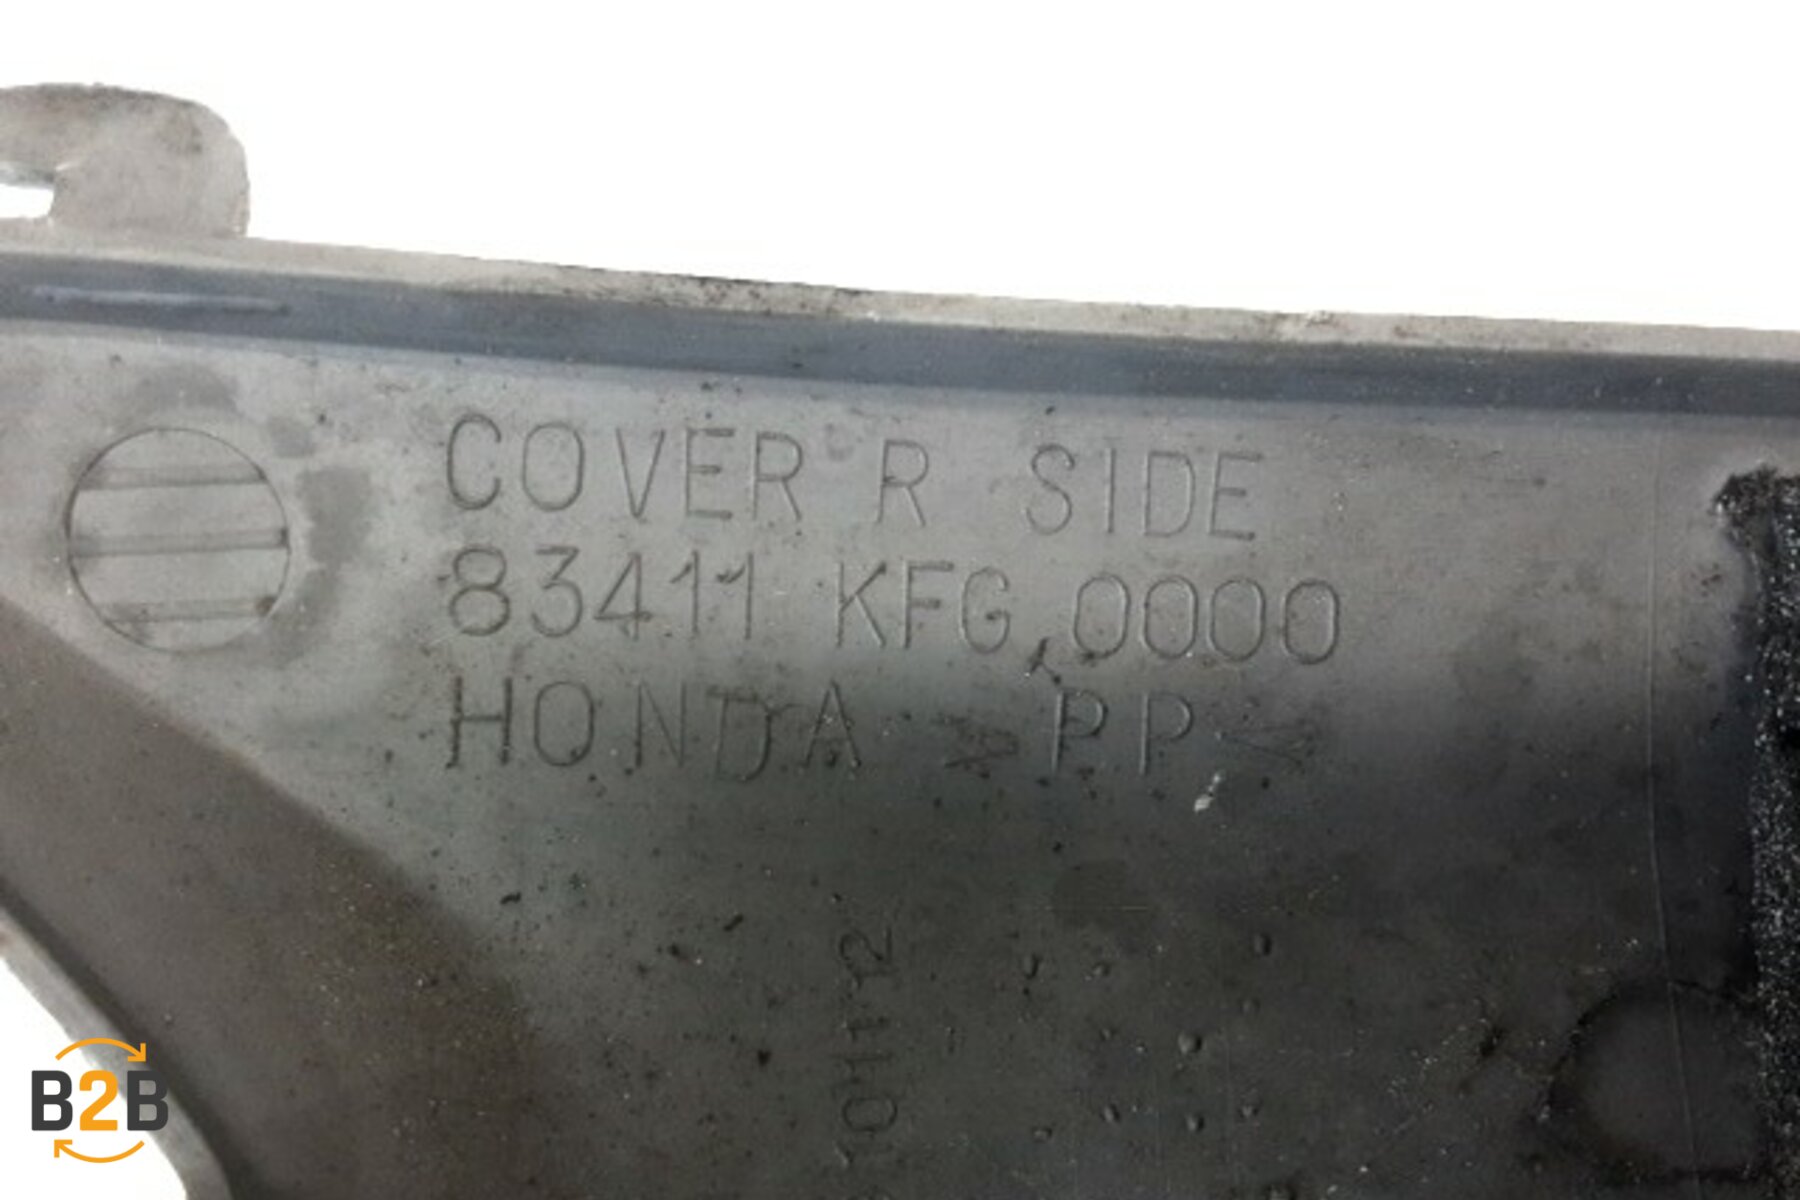 COVER R SIDE
83411 KFG 0000
HONDA >PP<
B2B